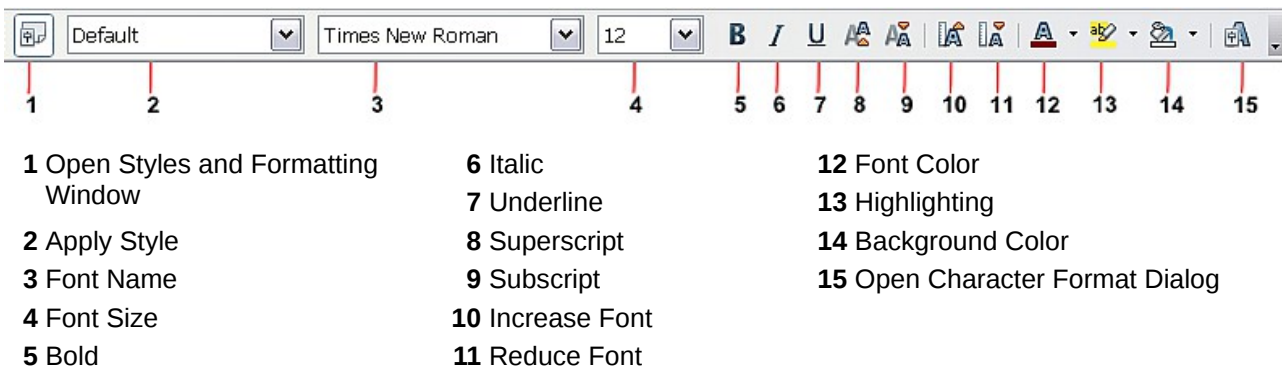 Default Times New Roman 12 B I U A A A A A ab A
1 2 3 4 5 6 7 8 9 10 11 12 13 14 15
1 Open Styles and Formatting
Window
2 Apply Style
3 Font Name
4 Font Size
5 Bold
6 Italic
7 Underline
8 Superscript
9 Subscript
10 Increase Font
11 Reduce Font
12 Font Color
13 Highlighting
14 Background Color
15 Open Character Format Dialog